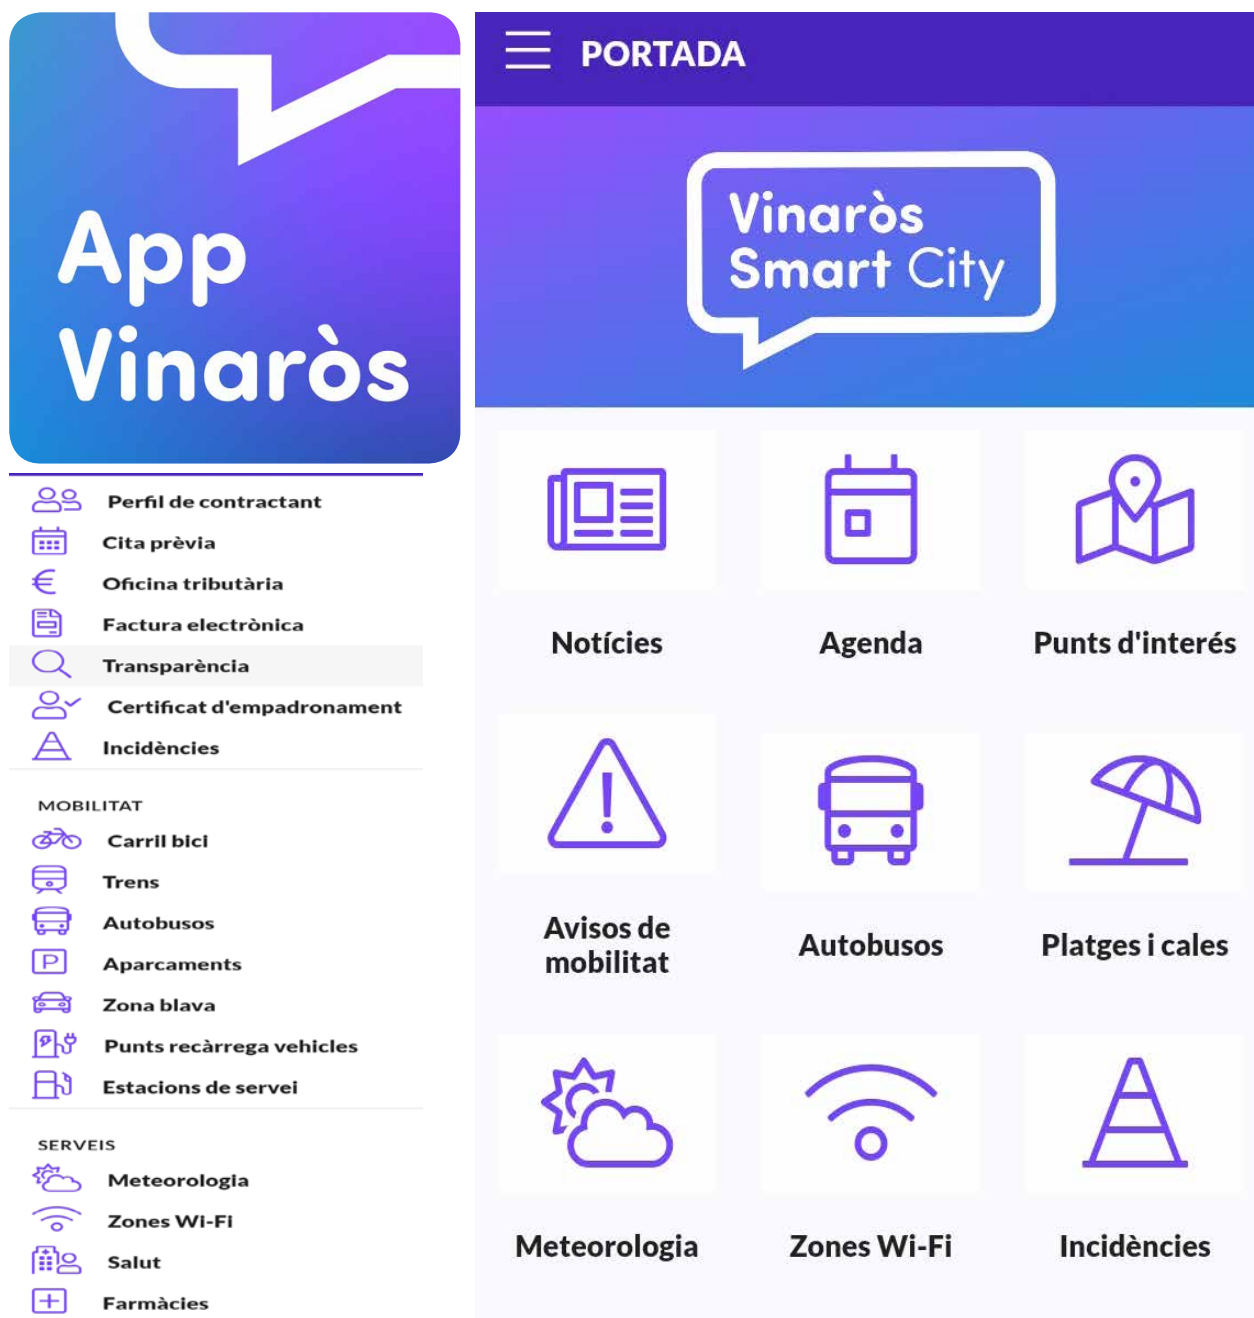 App
Vinaròs
Perfil de contractant
Cita prèvia
Oficina tributària
Factura electrònica
Transparència
Certificat d'empadronament
Incidències
MOBILITAT
Carril bici
Trens
Autobusos
P
Aparcaments
Zona blava
Punts recàrrega vehicles
Estacions de servei
SERVEIS
Meteorologia
Zones Wi-Fi
Salut
Farmàcies
PORTADA
Vinaròs
Smart City
Notícies
Agenda
Punts d'interés
Avisos de
mobilitat
Autobusos
Platges i cales
Meteorologia
Zones Wi-Fi
Incidències